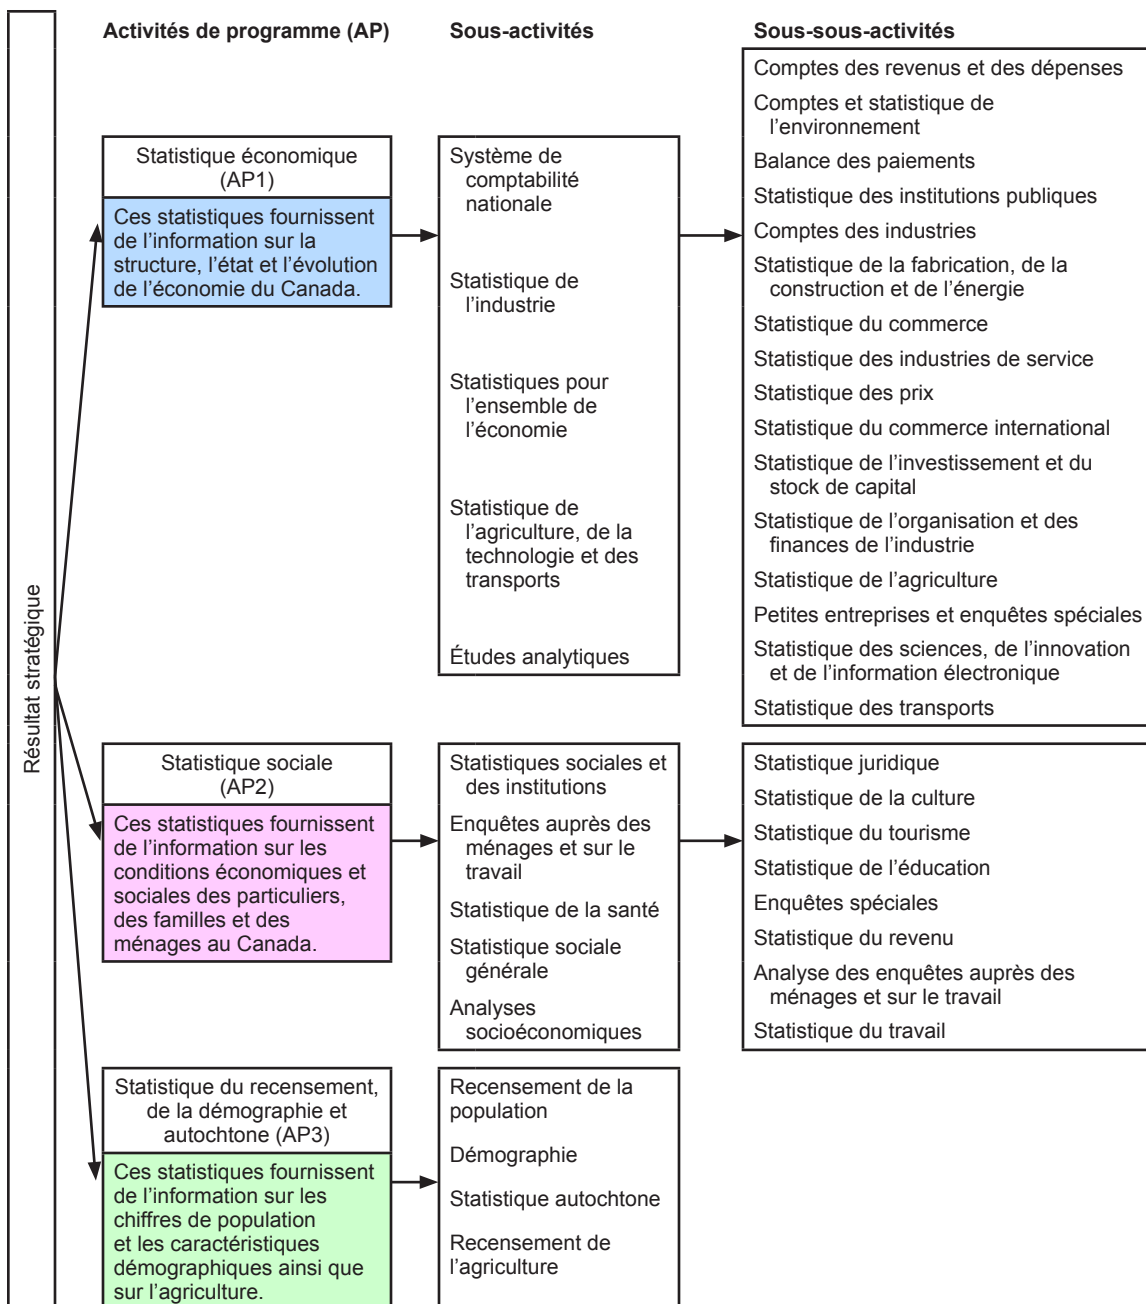 Activités de programme (AP)
Sous-activités
Sous-sous-activités
Résultat stratégique
Statistique économique
(AP1)
Ces statistiques fournissent
de l’information sur la
structure, l’état et l’évolution
de l’économie du Canada.
Système de
comptabilité
nationale
Statistique de
l’industrie
Statistiques pour
l’ensemble de
l’économie
Statistique de
l’agriculture, de la
technologie et des
transports
Études analytiques
Comptes des revenus et des dépenses
Comptes et statistique de
l’environnement
Balance des paiements
Statistique des institutions publiques
Comptes des industries
Statistique de la fabrication, de la
construction et de l’énergie
Statistique du commerce
Statistique des industries de service
Statistique des prix
Statistique du commerce international
Statistique de l’investissement et du
stock de capital
Statistique de l’organisation et des
finances de l’industrie
Statistique de l’agriculture
Petites entreprises et enquêtes spéciales
Statistique des sciences, de l’innovation
et de l’information électronique
Statistique des transports
Statistique sociale
(AP2)
Ces statistiques fournissent
de l’information sur les
conditions économiques et
sociales des particuliers,
des familles et des
ménages au Canada.
Statistiques sociales et
des institutions
Enquêtes auprès des
ménages et sur le
travail
Statistique de la santé
Statistique sociale
générale
Analyses
socioéconomiques
Statistique juridique
Statistique de la culture
Statistique du tourisme
Statistique de l’éducation
Enquêtes spéciales
Statistique du revenu
Analyse des enquêtes auprès des
ménages et sur le travail
Statistique du travail
Statistique du recensement,
de la démographie et
autochtone (AP3)
Ces statistiques fournissent
de l’information sur les
chiffres de population
et les caractéristiques
démographiques ainsi que
sur l’agriculture.
Recensement de la
population
Démographie
Statistique autochtone
Recensement de
l’agriculture